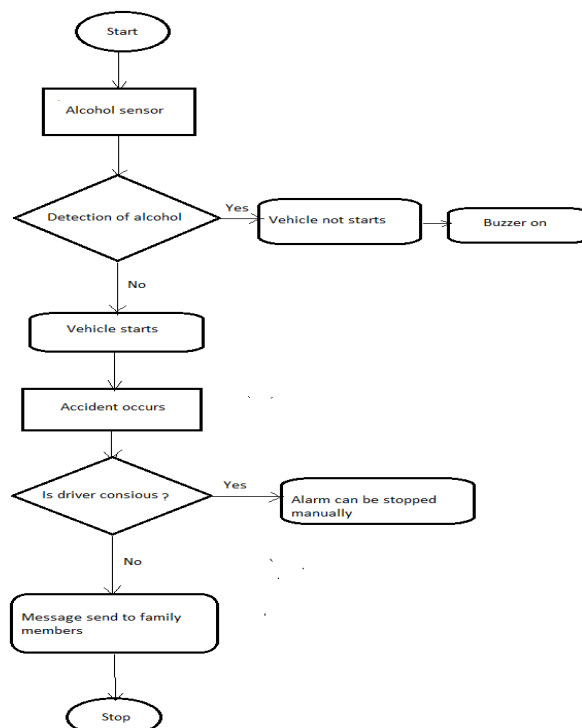 Start
Alcohol sensor
Detection of alcohol
Yes
Vehicle not starts
Buzzer on
No
Vehicle starts
Accident occurs
Is driver consious ?
Yes
Alarm can be stopped
manually
No
Message send to family
members
Stop